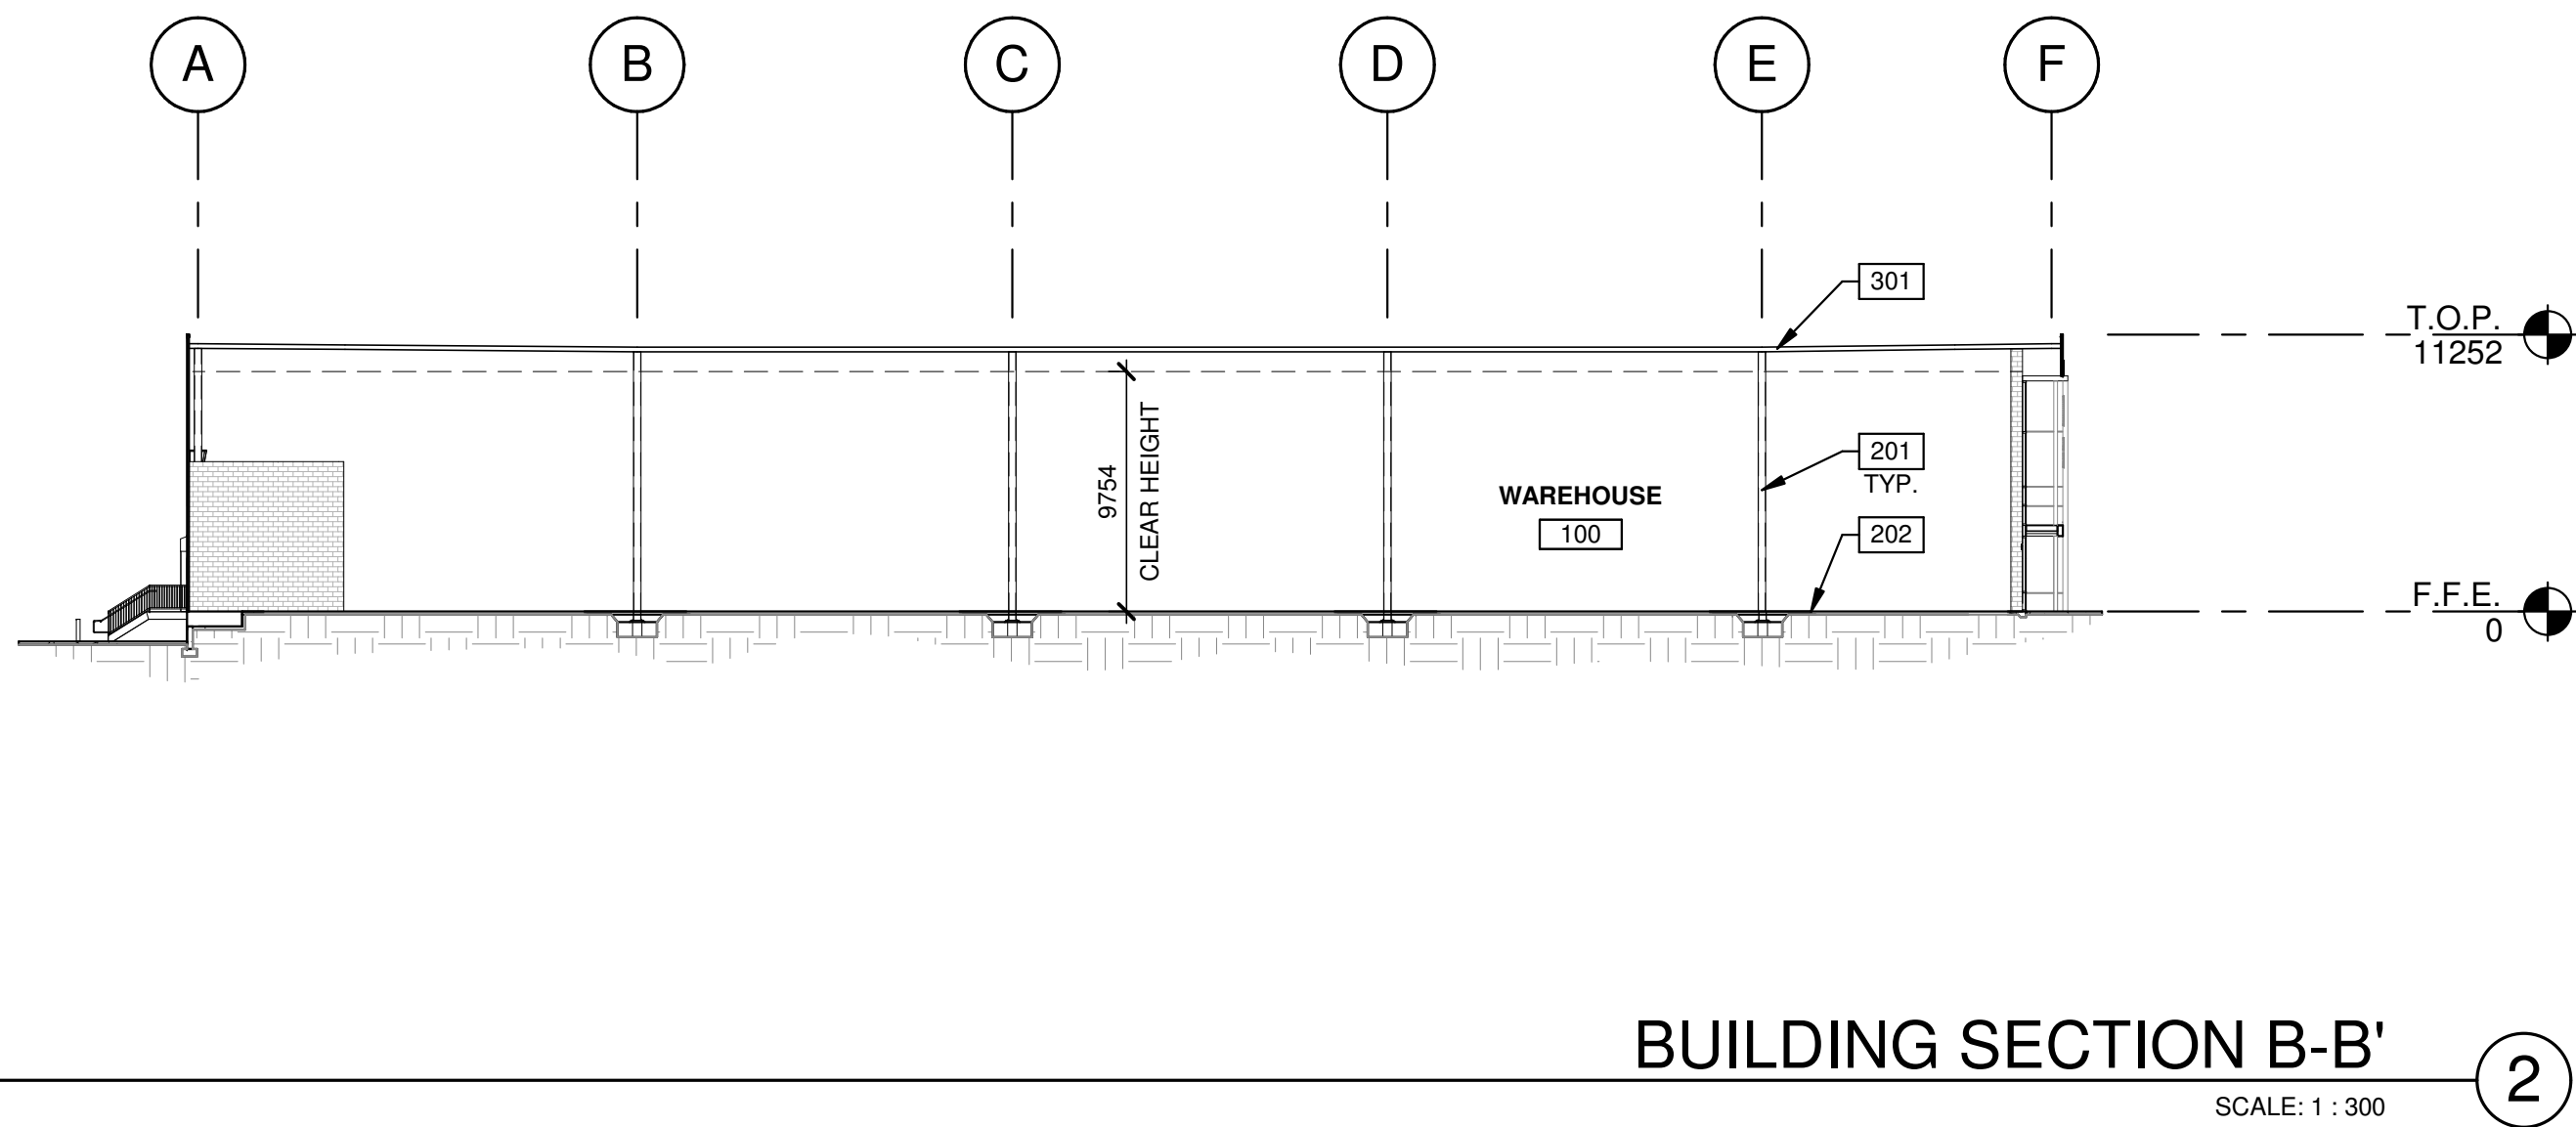 A
B
C
D
E
F
301
T.O.P.
11252
9754
CLEAR HEIGHT
201
TYP.
WAREHOUSE
100
202
F.F.E.
0
BUILDING SECTION B-B'
2
SCALE: 1 : 300